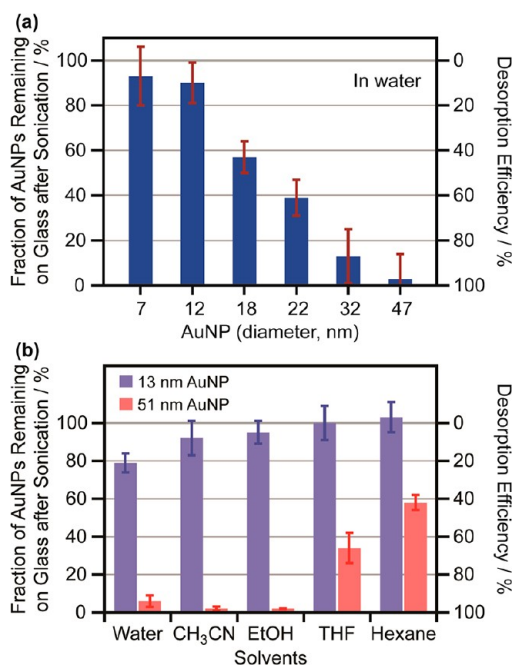 (a)
In water
100
80
60
40
20
0
0
20
40
60
80
100
Fraction of AuNPs Remaining
on Glass after Sonication / %
Desorption Efficiency / %
7 12 18 22 32 47
AuNP (diameter, nm)
(b)
13 nm AuNP
51 nm AuNP
100
80
60
40
20
0
0
20
40
60
80
100
Fraction of AuNPs Remaining
on Glass after Sonication / %
Desorption Efficiency / %
Water CH₃CN EtOH THF Hexane
Solvents